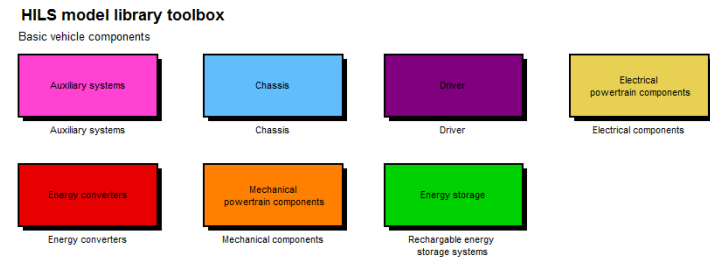 HILS model library toolbox
Basic vehicle components
Auxiliary systems
Chassis
Driver
Electrical
powertrain components
Auxiliary systems
Chassis
Driver
Electrical components
Energy converters
Mechanical
powertrain components
Energy storage
Energy converters
Mechanical components
Rechargable energy
storage systems